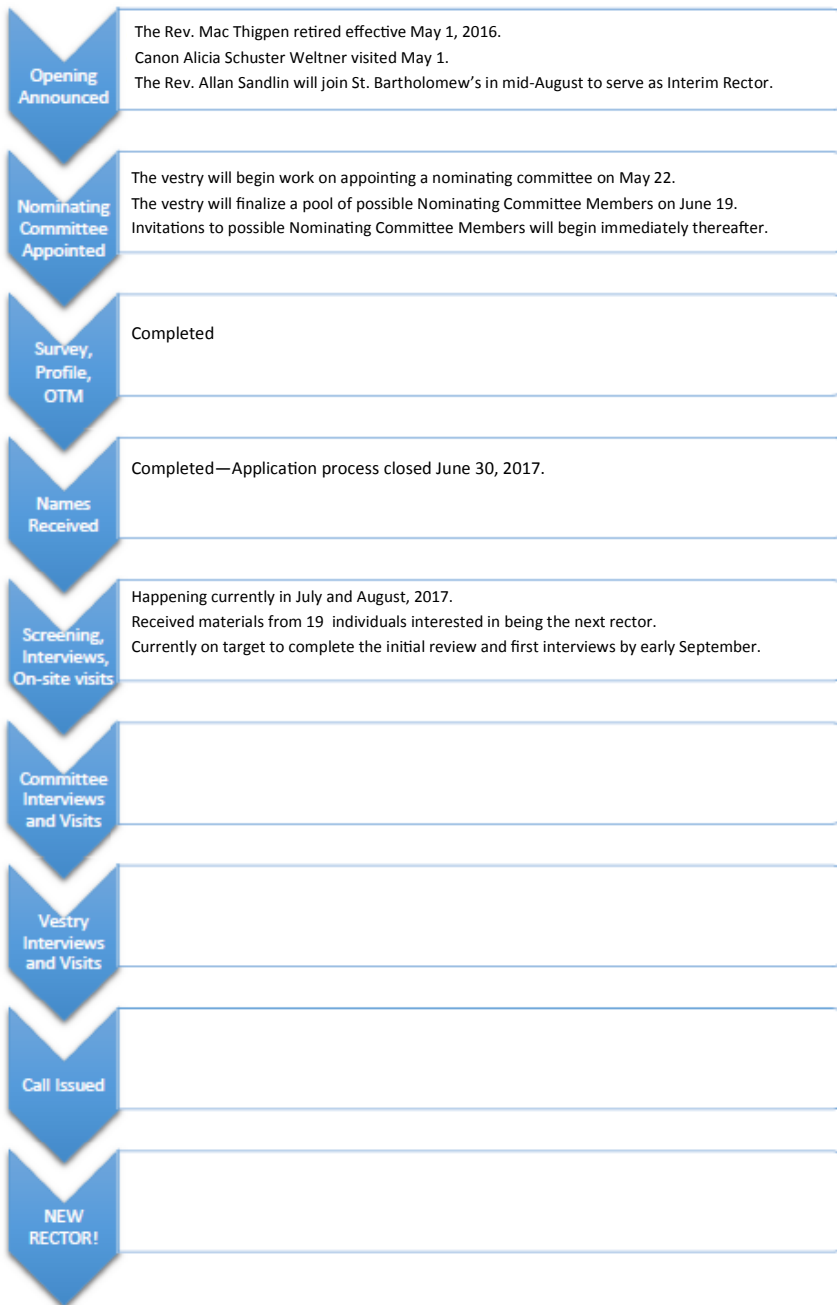 Opening
Announced
The Rev. Mac Thigpen retired effective May 1, 2016.
Canon Alicia Schuster Weltner visited May 1.
The Rev. Allan Sandlin will join St. Bartholomew’s in mid-August to serve as Interim Rector.
Nominating
Committee
Appointed
The vestry will begin work on appointing a nominating committee on May 22.
The vestry will finalize a pool of possible Nominating Committee Members on June 19.
Invitations to possible Nominating Committee Members will begin immediately thereafter.
Survey,
Profile,
OTM
Completed
Names
Received
Completed—Application process closed June 30, 2017.
Screening,
Interviews,
On-site visits
Happening currently in July and August, 2017.
Received materials from 19 individuals interested in being the next rector.
Currently on target to complete the initial review and first interviews by early September.
Committee
Interviews
and Visits
Vestry
Interviews
and Visits
Call Issued
NEW
RECTOR!